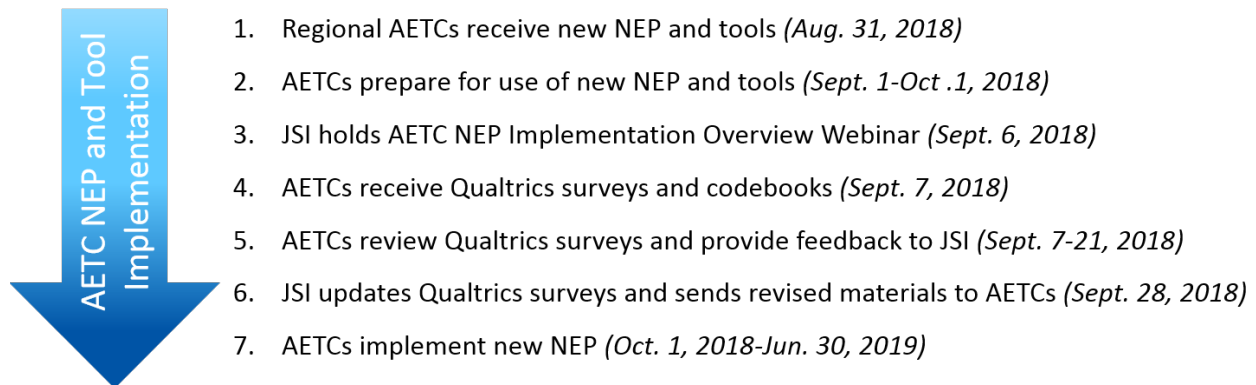 AETC NEP and Tool
Implementation
1. Regional AETCs receive new NEP and tools (Aug. 31, 2018)
2. AETCs prepare for use of new NEP and tools (Sept. 1-Oct .1, 2018)
3. JSI holds AETC NEP Implementation Overview Webinar (Sept. 6, 2018)
4. AETCs receive Qualtrics surveys and codebooks (Sept. 7, 2018)
5. AETCs review Qualtrics surveys and provide feedback to JSI (Sept. 7-21, 2018)
6. JSI updates Qualtrics surveys and sends revised materials to AETCs (Sept. 28, 2018)
7. AETCs implement new NEP (Oct. 1, 2018-Jun. 30, 2019)